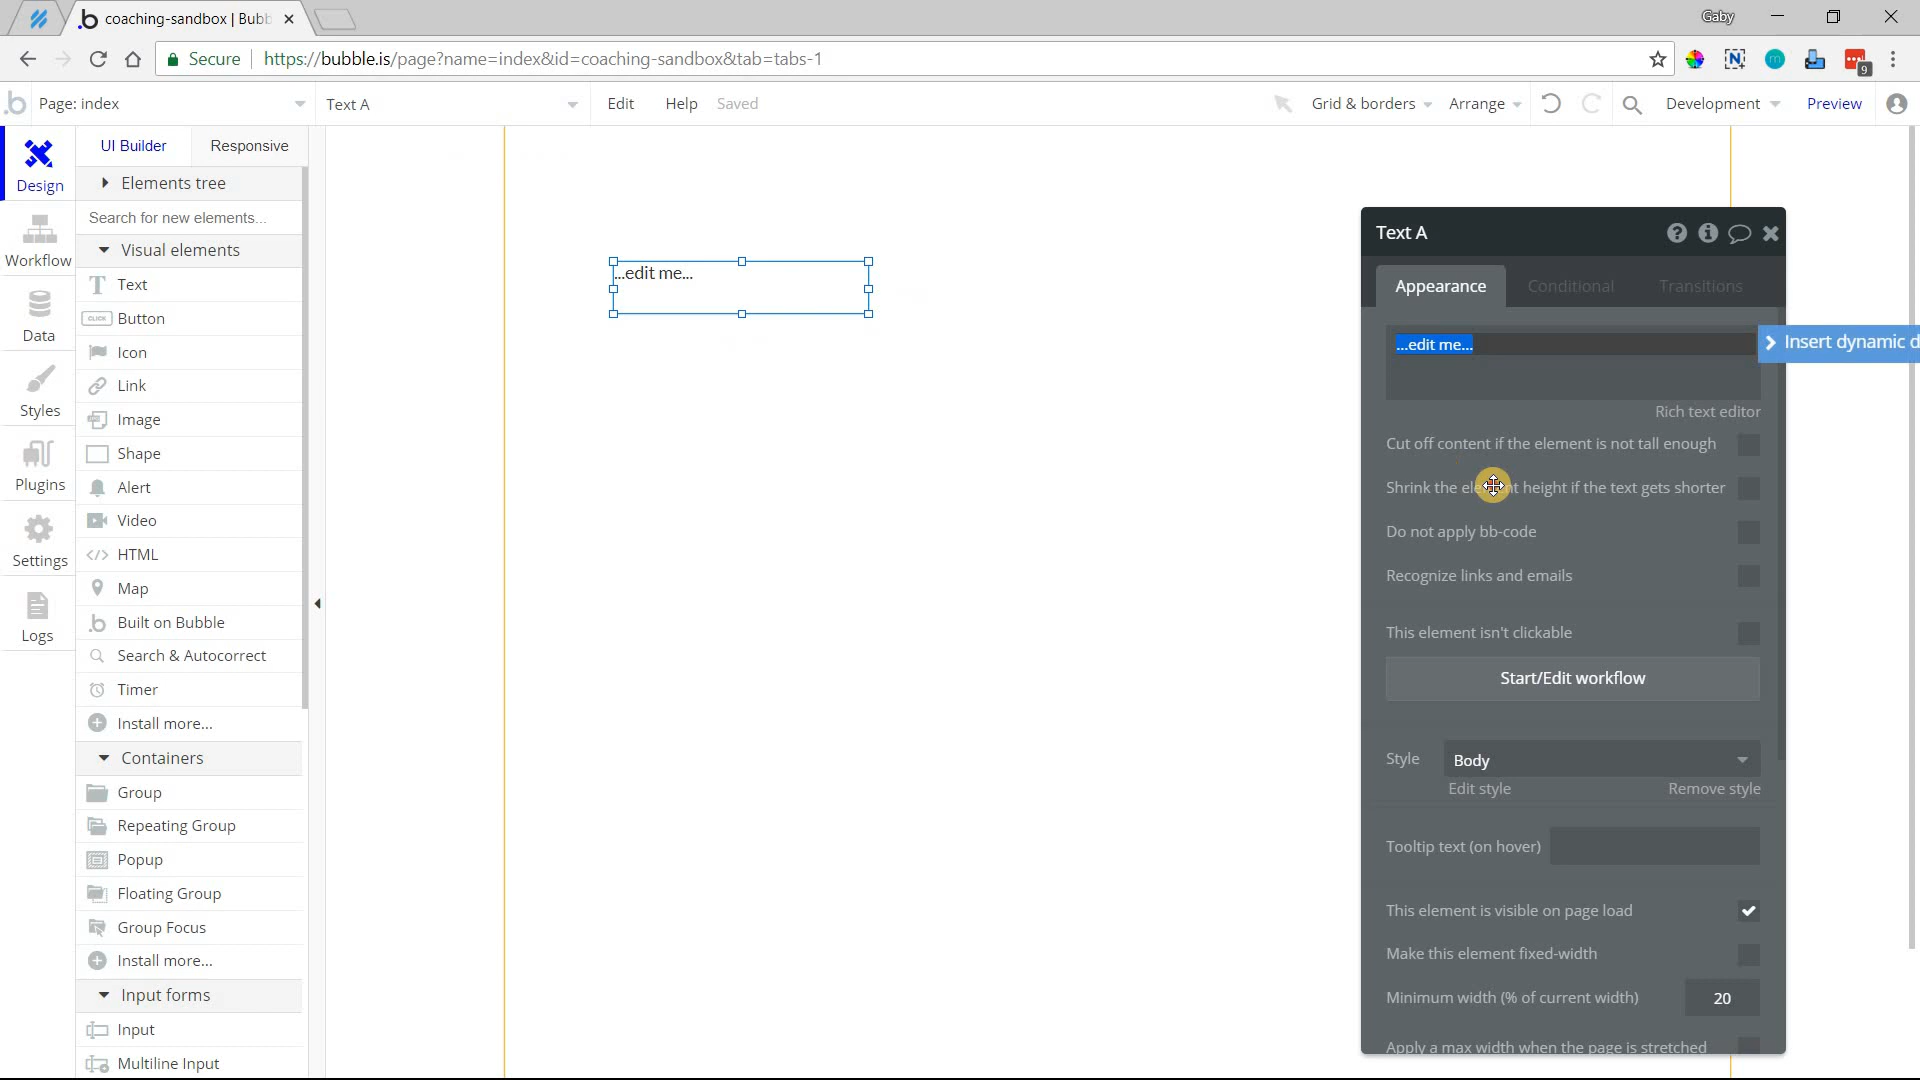 coaching-sandbox | Bubb
Gaby
Secure
https://bubble.is/page?name=index&id=coaching-sandbox&tab=tabs-1
9
Page: index
Text A
Edit
Help
Saved
Grid & borders
Arrange
Development
Preview
Design
Workflow
Data
Styles
Plugins
Settings
Logs
UI Builder
Responsive
Elements tree
Search for new elements...
Visual elements
Text
CLICK
Button
Icon
Link
Image
Shape
Alert
Video
HTML
Map
Built on Bubble
Search & Autocorrect
Timer
Install more...
Containers
Group
Repeating Group
Popup
Floating Group
Group Focus
Install more...
Input forms
Input
Multiline Input
...edit me...
Text A
Appearance
Conditional
Transitions
...edit me...
Insert dynamic d
Rich text editor
Cut off content if the element is not tall enough
Shrink the element height if the text gets shorter
Do not apply bb-code
Recognize links and emails
This element isn't clickable
Start/Edit workflow
Style
Body
Edit style
Remove style
Tooltip text (on hover)
This element is visible on page load
Make this element fixed-width
Minimum width (% of current width)
20
Apply a max width when the page is stretched